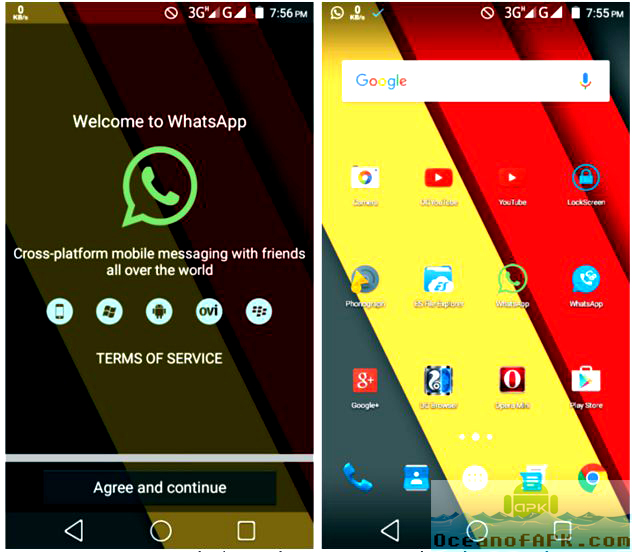 0
KB/s
3G H G 7:56 PM
Welcome to WhatsApp
Cross-platform mobile messaging with friends
all over the world
ovi
TERMS OF SERVICE
Agree and continue
0
KB/s
3G H G 7:55 PM
Google
Camera
OGYouTube
YouTube
LockScreen
Phonograph
ES File Explorer
WhatsApp
WhatsApp
g+
Google+
UC Browser
Opera Mini
Play Store
apk
OceanofAPK.com